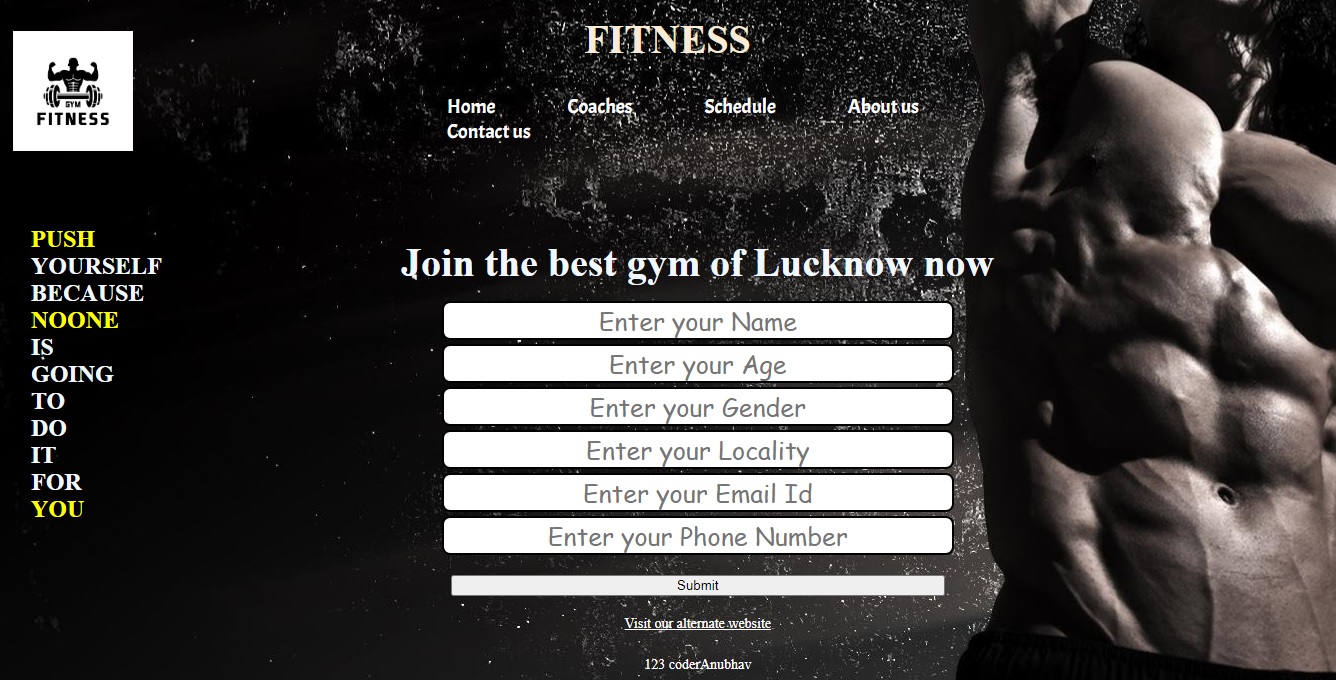 FITNESS
GYM
FITNESS
Home Coaches Schedule About us
Contact us
PUSH
YOURSELF
BECAUSE
NOONE
IS
GOING
TO
DO
IT
FOR
YOU
Join the best gym of Lucknow now
Enter your Name
Enter your Age
Enter your Gender
Enter your Locality
Enter your Email Id
Enter your Phone Number
Submit
Visit our alternate website
123 coderAnubhav